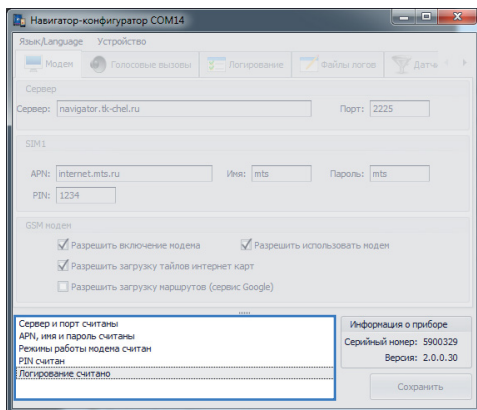 Навигатор-конфигуратор COM14
Язык/Language Устройство
Модем Голосовые вызовы Логирование Файлы логов Датч
Сервер
Сервер: navigator.tk-chel.ru Порт: 2225
SIM1
APN: internet.mts.ru Имя: mts Пароль: mts
PIN: 1234
GSM модем
Разрешить включение модема Разрешить использовать модем
Разрешить загрузку тайлов интернет карт
Разрешить загрузку маршрутов (сервис Google)
Сервер и порт считаны
APN, имя и пароль считаны
Режимы работы модема считан
PIN считан
Логирование считано
Информация о приборе
Серийный номер: 5900329
Версия: 2.0.0.30
Сохранить